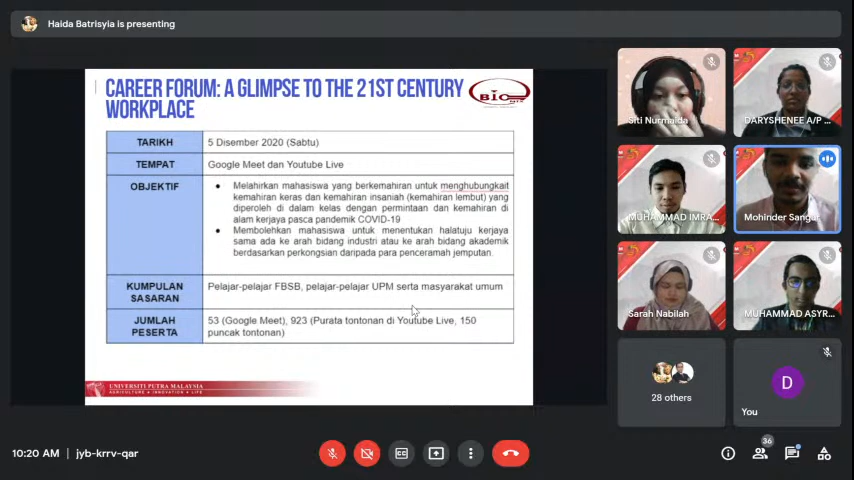 Haida Batrisyia is presenting
CAREER FORUM: A GLIMPSE TO THE 21ST CENTURY
WORKPLACE
BIO
TARIKH
5 Disember 2020 (Sabtu)
TEMPAT
Google Meet dan Youtube Live
OBJEKTIF
● Melahirkan mahasiswa yang berkemahiran untuk menghubungkait
kemahiran keras dan kemahiran insaniah (kemahiran lembut) yang
diperoleh di dalam kelas dengan permintaan dan kemahiran di
alam kerjaya pasca pandemik COVID-19
● Membolehkan mahasiswa untuk menentukan halatuju kerjaya
sama ada ke arah bidang industri atau ke arah bidang akademik
berdasarkan perkongsian daripada para penceramah jemputan.
KUMPULAN
SASARAN
Pelajar-pelajar FBSB, pelajar-pelajar UPM serta masyarakat umum
JUMLAH
PESERTA
53 (Google Meet), 923 (Purata tontonan di Youtube Live, 150
puncak tontonan)
UNIVERSITI PUTRA MALAYSIA
AGRICULTURE • INNOVATION • LIFE
Siti Nurmaida
DARYSHENEE A/P ...
MUHAMMAD IMRA...
Mohinder Sangar
Sarah Nabilah
MUHAMMAD ASYR...
28 others
D
You
10:20 AM | jyb-krrv-qar
CC
36